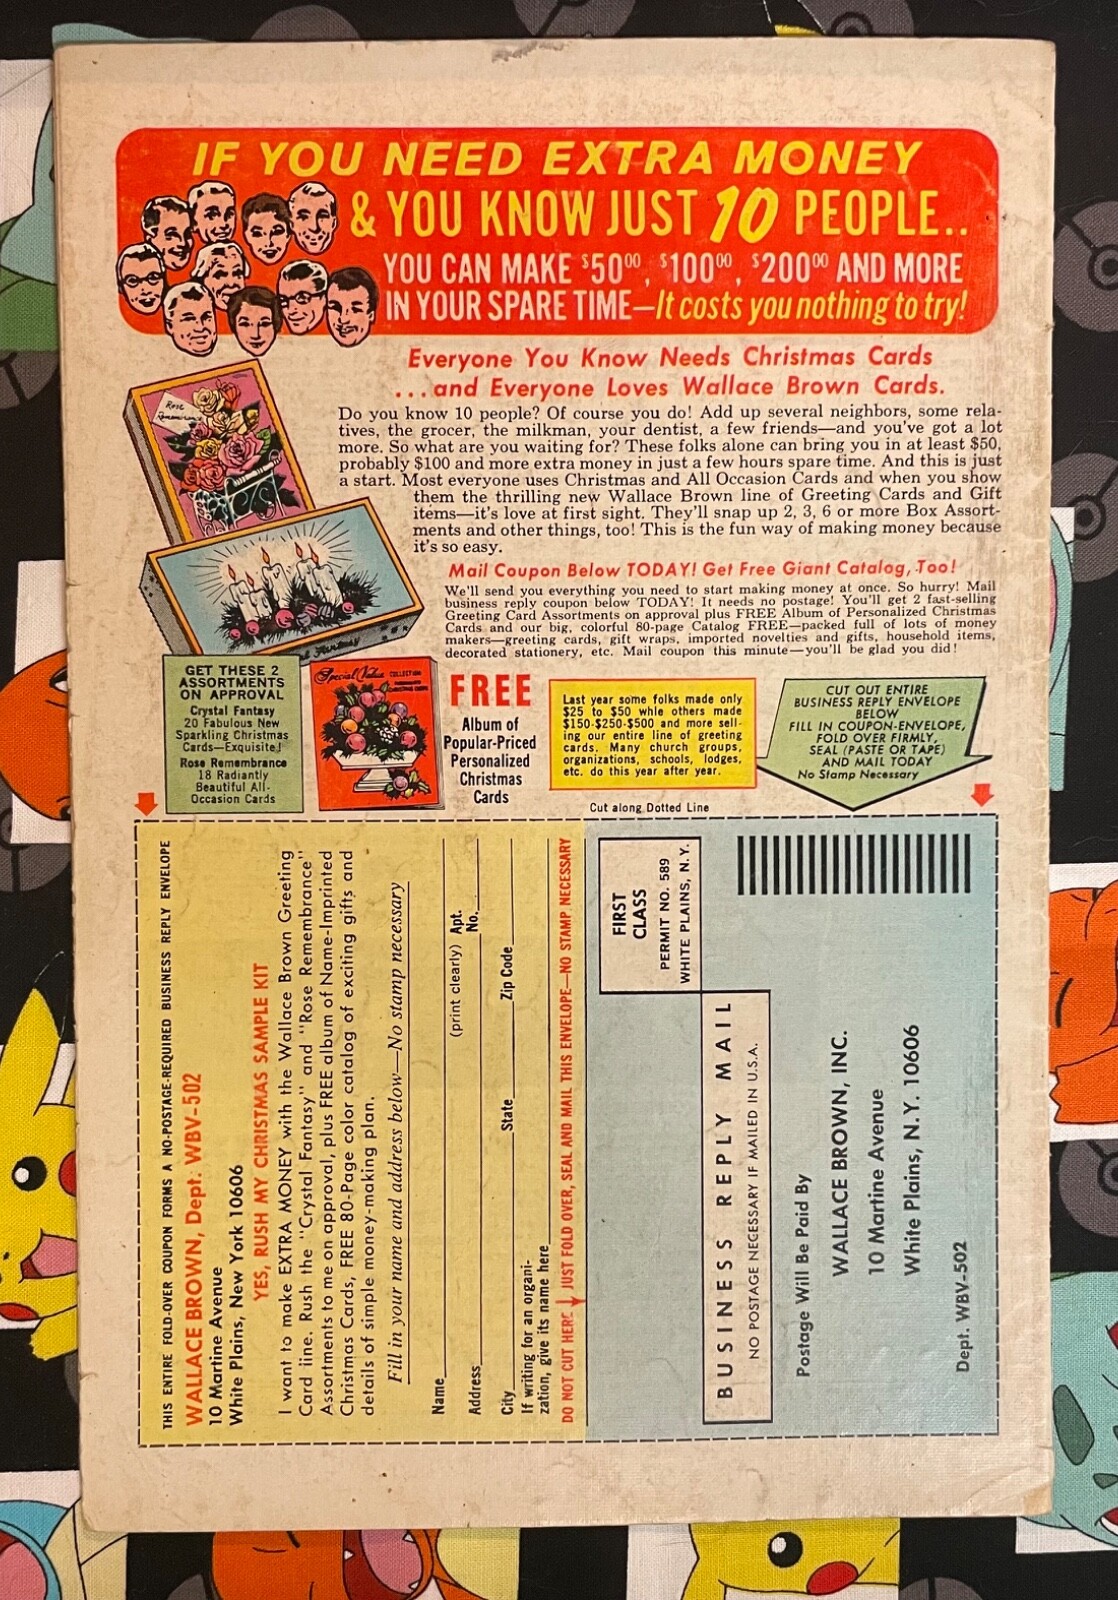 IF YOU NEED EXTRA MONEY
& YOU KNOW JUST 10 PEOPLE..
YOU CAN MAKE $50⁰⁰, $100⁰⁰, $200⁰⁰ AND MORE
IN YOUR SPARE TIME—It costs you nothing to try!
Everyone You Know Needs Christmas Cards
...and Everyone Loves Wallace Brown Cards.
Do you know 10 people? Of course you do! Add up several neighbors, some rela-
tives, the grocer, the milkman, your dentist, a few friends—and you've got a lot
more. So what are you waiting for? These folks alone can bring you in at least $50,
probably $100 and more extra money in just a few hours spare time. And this is just
a start. Most everyone uses Christmas and All Occasion Cards and when you show
them the thrilling new Wallace Brown line of Greeting Cards and Gift
items—it's love at first sight. They'll snap up 2, 3, 6 or more Box Assort-
ments and other things, too! This is the fun way of making money because
it's so easy.
Rose
Remembrance
Mail Coupon Below TODAY! Get Free Giant Catalog, Too!
We'll send you everything you need to start making money at once. So hurry! Mail
business reply coupon below TODAY! It needs no postage! You'll get 2 fast-selling
Greeting Card Assortments on approval plus FREE Album of Personalized Christmas
Cards and our big, colorful 80-page Catalog FREE—packed full of lots of money
makers—greeting cards, gift wraps, imported novelties and gifts, household items,
decorated stationery, etc. Mail coupon this minute—you'll be glad you did!
Fantasy
GET THESE 2
ASSORTMENTS
ON APPROVAL
Crystal Fantasy
20 Fabulous New
Sparkling Christmas
Cards—Exquisite!
Rose Remembrance
18 Radiantly
Beautiful All-
Occasion Cards
Special Value COLLECTION
CHRISTMAS CARDS
FREE
Album of
Popular-Priced
Personalized
Christmas
Cards
Last year some folks made only
$25 to $50 whle others made
$150-$250-$500 and more sell-
ing our entire line of greeting
cards. Many church groups,
organizations, schools, lodges,
etc. do this year after year.
CUT OUT ENTIRE
BUSINESS REPLY ENVELOPE
BELOW
FILL IN COUPON-ENVELOPE,
FOLD OVER FIRMLY,
SEAL (PASTE OR TAPE)
AND MAIL TODAY
No Stamp Necessary
Cut along Dotted Line
THIS ENTIRE FOLD-OVER COUPON FORMS A NO-POSTAGE-REQUIRED BUSINESS REPLY ENVELOPE
WALLACE BROWN, Dept. WBV-502
10 Martine Avenue
White Plains, New York 10606
YES, RUSH MY CHRISTMAS SAMPLE KIT
I want to make EXTRA MONEY with the Wallace Brown Greeting
Card line. Rush the "Crystal Fantasy" and "Rose Remembrance"
Assortments to me on approval, plus FREE album of Name-Imprinted
Christmas Cards, FREE 80-Page color catalog of exciting gifts and
details of simple money-making plan.
Fill in your name and address below—No stamp necessary
Name
(print clearly)
Address Apt. No.
City State Zip Code
If writing for an organi-
zation, give its name here
DO NOT CUT HERE JUST FOLD OVER, SEAL AND MAIL THIS ENVELOPE—NO STAMP NECESSARY
FIRST
CLASS
PERMIT NO. 589
WHITE PLAINS, N.Y.
BUSINESS REPLY MAIL
NO POSTAGE NECESSARY IF MAILED IN U.S.A.
Postage Will Be Paid By
WALLACE BROWN, INC.
10 Martine Avenue
White Plains, N.Y. 10606
Dept. WBV-502